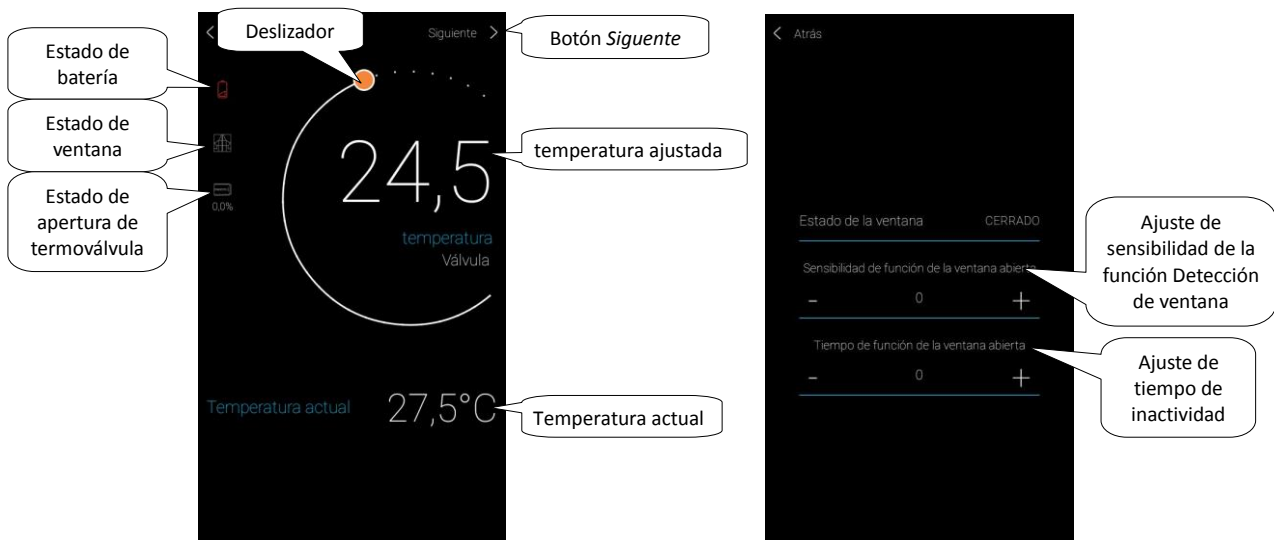 Estado de
batería
Estado de
ventana
Estado de
apertura de
termoválvula
Deslizador
Siguiente
Botón Siguente
0,0%
24,5
temperatura
Válvula
temperatura ajustada
Temperatura actual
27,5°C
Temperatura actual
Atrás
Estado de la ventana CERRADO
Sensibilidad de función de la ventana abierta
- 0 +
Tiempo de función de la ventana abierta
- 0 +
Ajuste de
sensibilidad de la
función Detección
de ventana
Ajuste de
tiempo de
inactividad